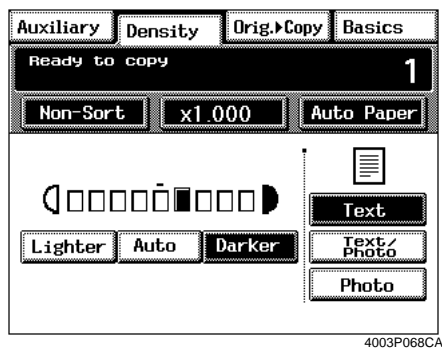 Auxiliary Density Orig.▸Copy Basics
Ready to copy
1
Non-Sort x1.000 Auto Paper
Text
Lighter Auto Darker
Text/
Photo
Photo
4003P068CA